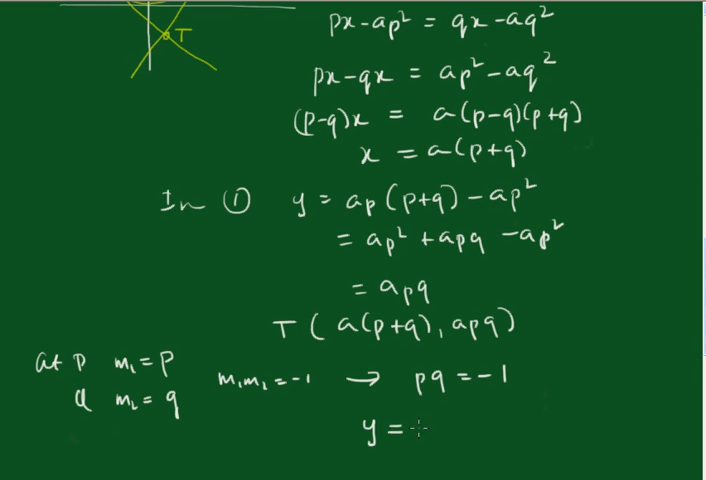 T
px - ap² = qx - aq²
px - qx = ap² - aq²
(p-q)x = a(p-q)(p+q)
x = a(p+q)
In ① y = ap(p+q) - ap²
= ap² + apq - ap²
= apq
T ( a(p+q), apq)
at P m₁ = p
Q m₂ = q
m₁m₂ = -1 → pq = -1
y =